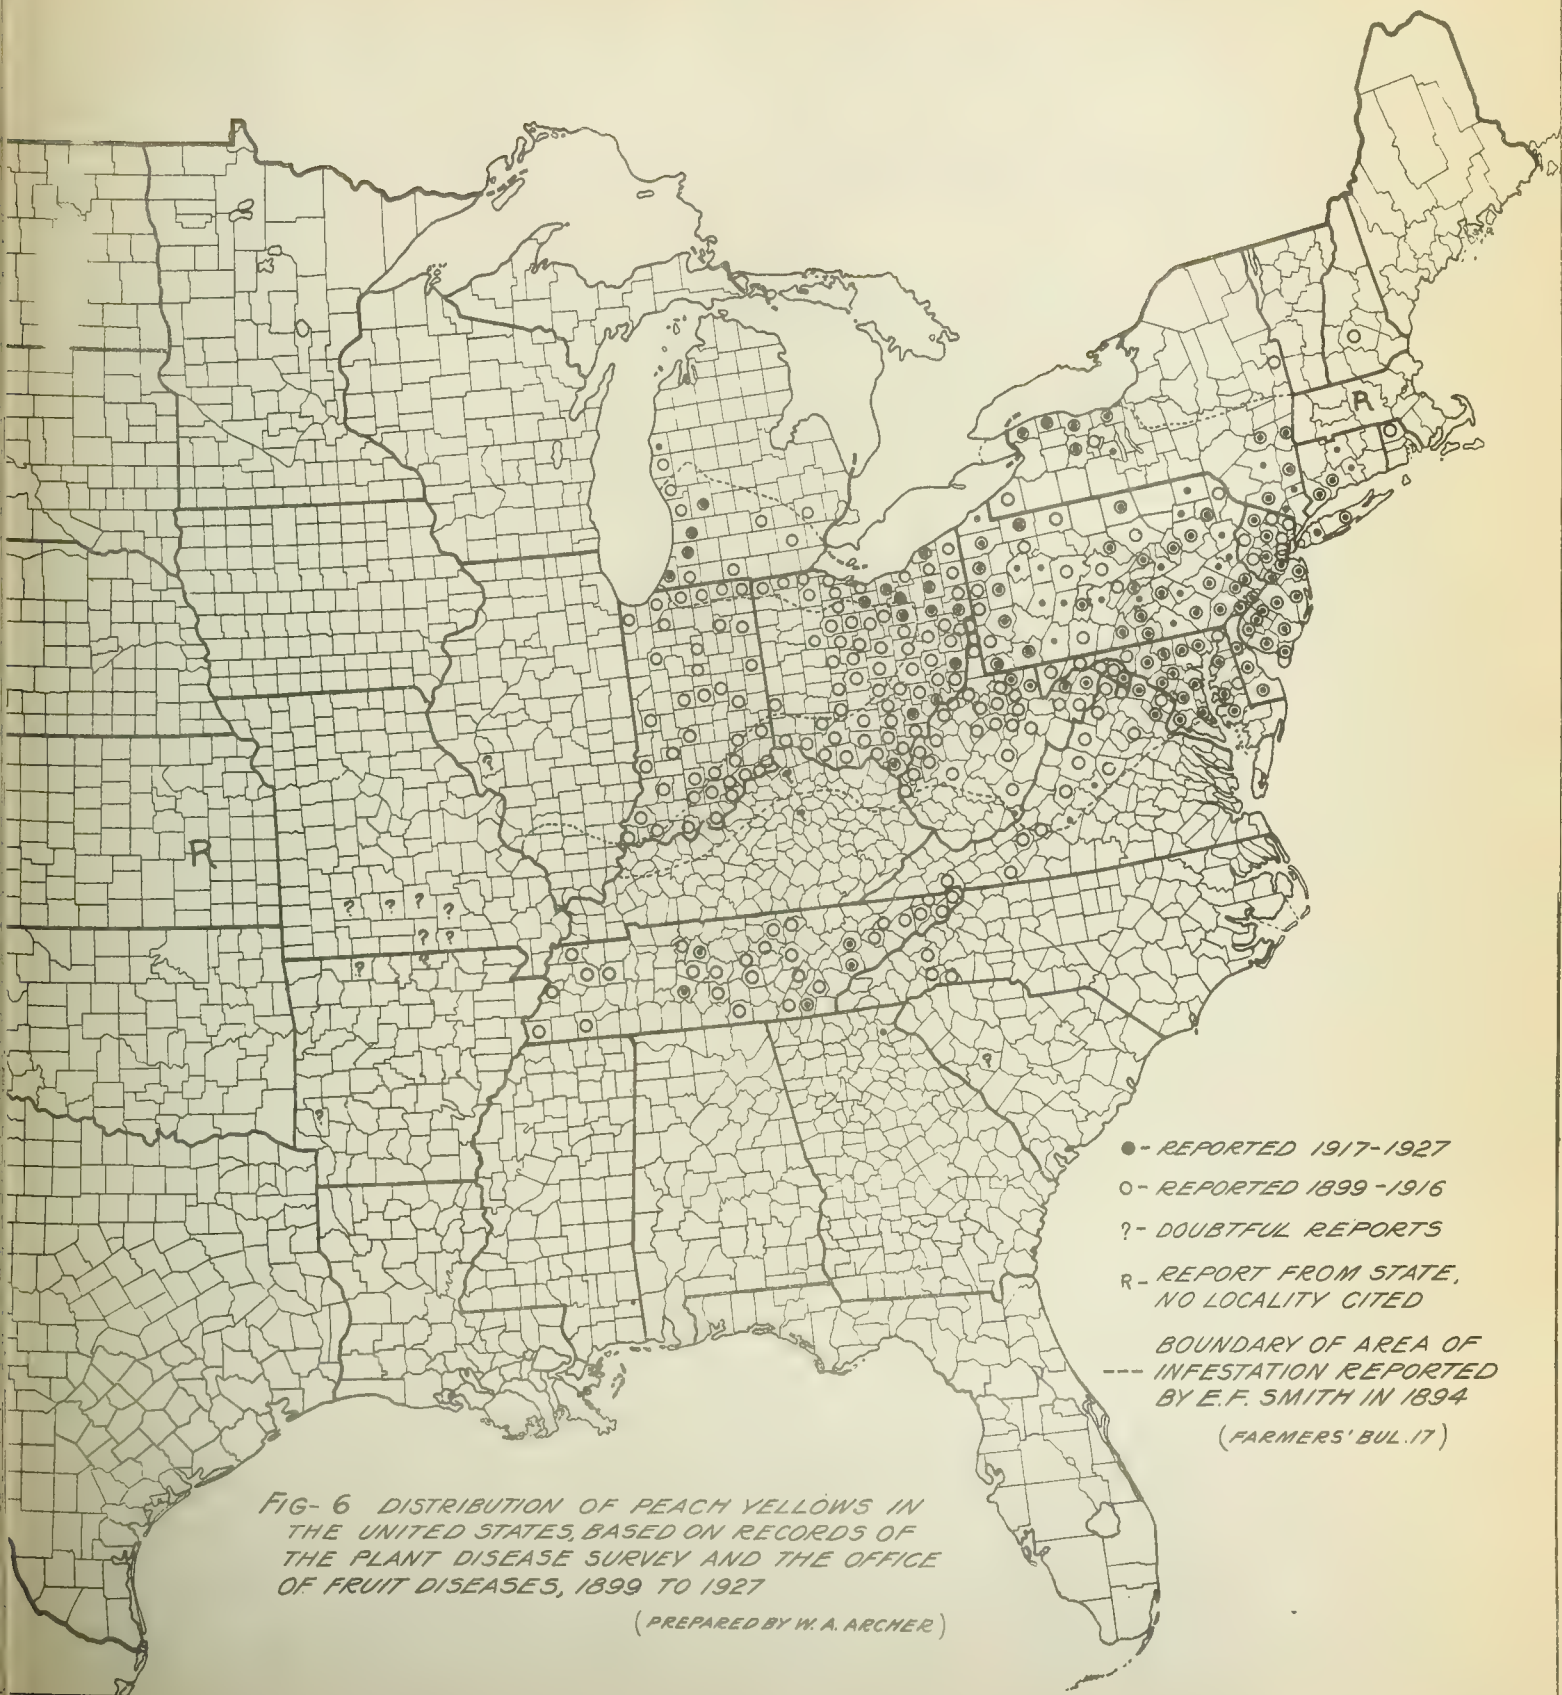 R
R
? ? ? ?
? ?
? ?
?
?
?
?
?
●- REPORTED 1917-1927
O- REPORTED 1899-1916
?- DOUBTFUL REPORTS
R- REPORT FROM STATE,
NO LOCALITY CITED
BOUNDARY OF AREA OF
--- INFESTATION REPORTED
BY E.F. SMITH IN 1894
(FARMERS' BUL. 17)
FIG-6 DISTRIBUTION OF PEACH YELLOWS IN
THE UNITED STATES, BASED ON RECORDS OF
THE PLANT DISEASE SURVEY AND THE OFFICE
OF FRUIT DISEASES, 1899 TO 1927
(PREPARED BY W. A. ARCHER)